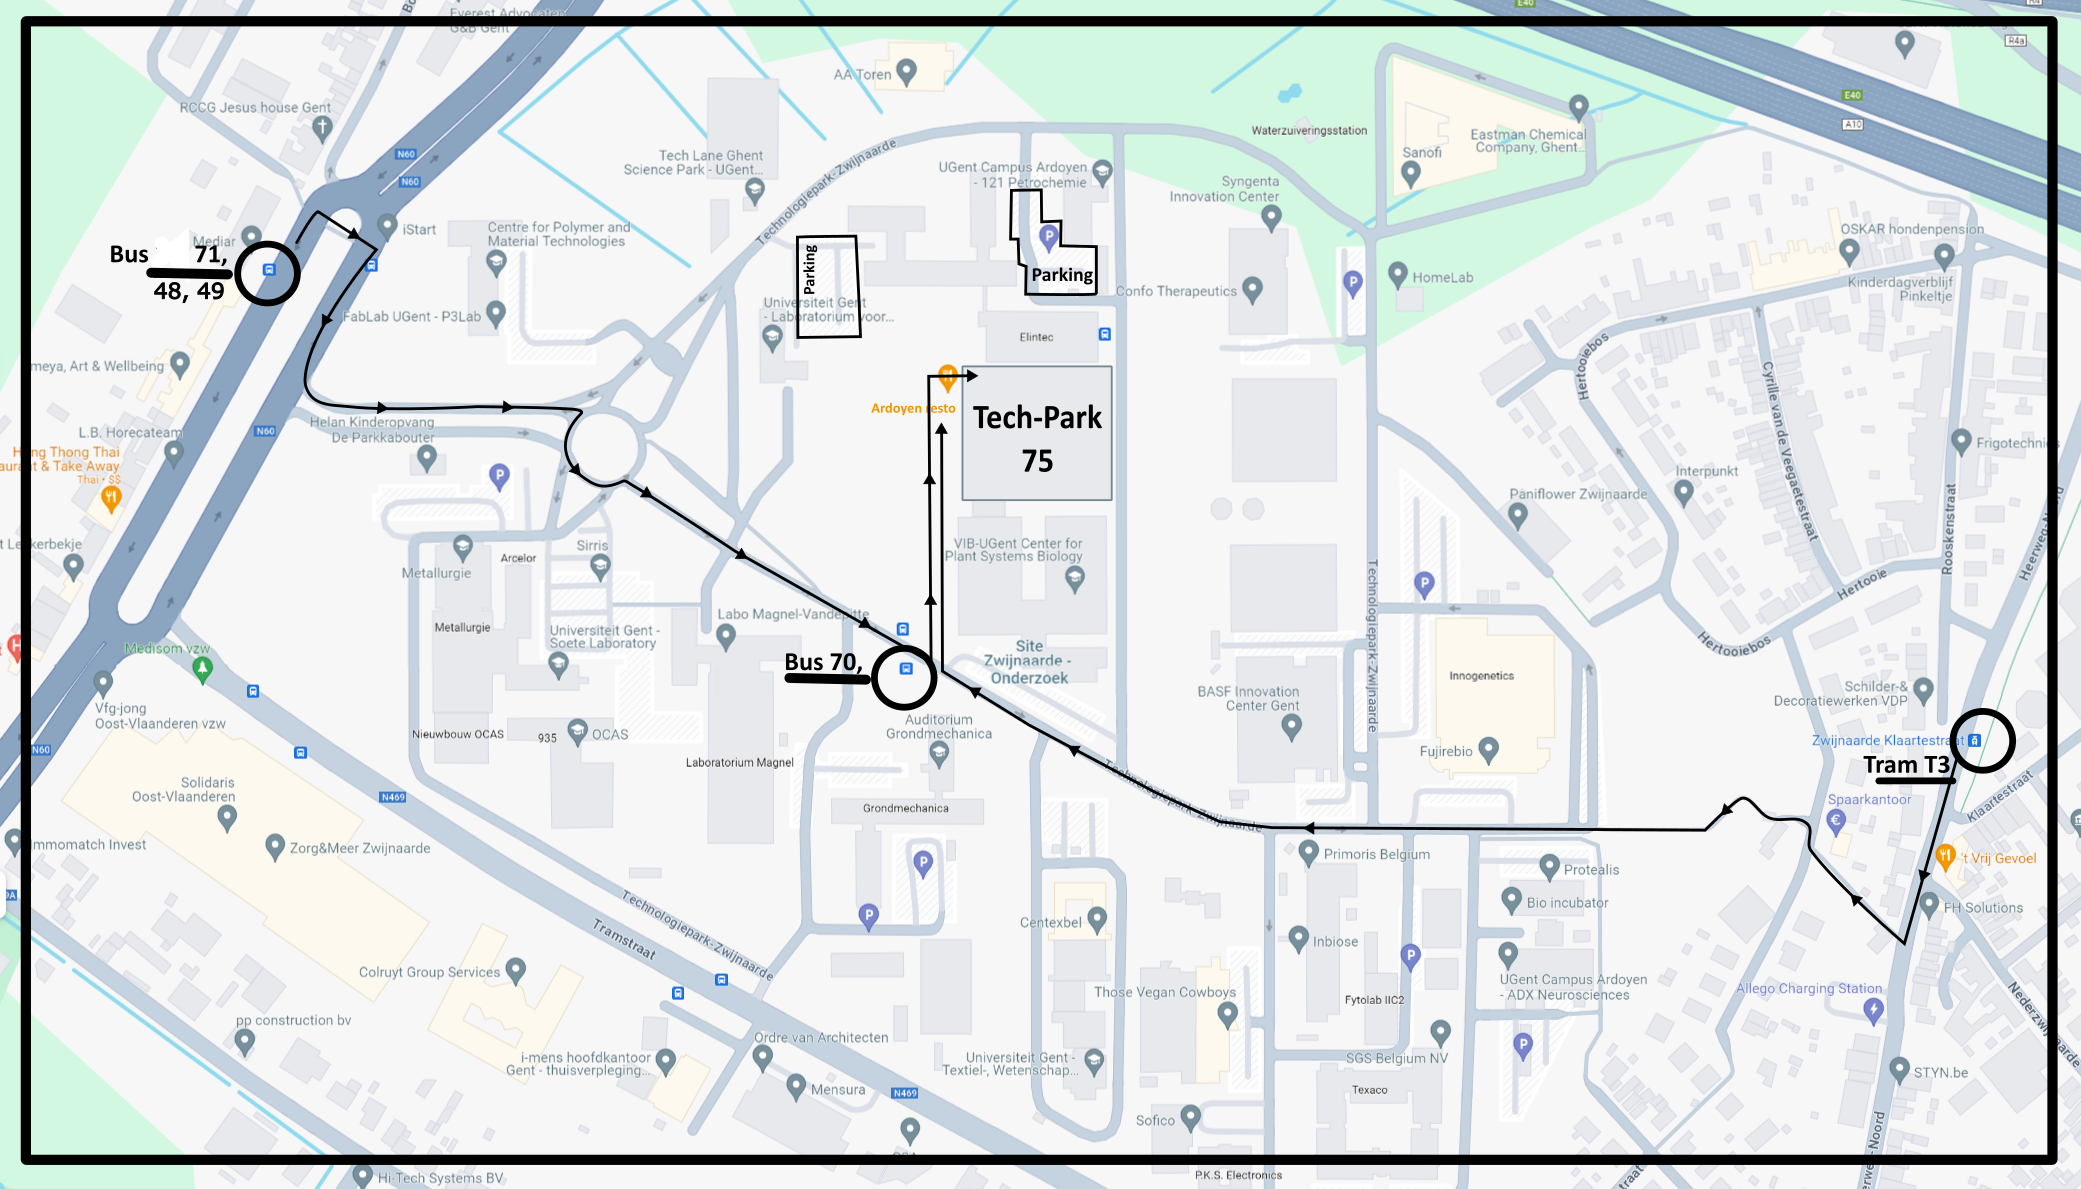 Everest Advocaten
G&B Gent
E40
R4a
AA Toren
E40
A10
RCCG Jesus house Gent
N60
N60
Tech Lane Ghent
Science Park - UGent...
Technologiepark-Zwijnaarde
UGent Campus Ardoyen
- 121 Petrochemie
Waterzuiveringsstation
Sanofi
Eastman Chemical
Company, Ghent...
Syngenta
Innovation Center
Mediar
iStart
Bus 71,
48, 49
Centre for Polymer and
Material Technologies
Parking
P
Parking
OSKAR hondenpension
Kinderdagverblijf
Pinkeltje
HomeLab
P
Confo Therapeutics
FabLab UGent - P3Lab
Universiteit Gent
- Laboratorium voor...
Elintec
meya, Art & Wellbeing
Hertooiebos
Cyrille van de Veegaetestraat
Ardoyen resto
Tech-Park
75
L.B. Horecateam
N60
Helan Kinderopvang
De Parkkabouter
Frigotechnics
Hong Thong Thai
aurant & Take Away
Thai • $$
P
Interpunkt
Paniflower Zwijnaarde
Rooskenstraat
Heerweg-N
t Lekkerbekje
Metallurgie
Arcelor
Sirris
VIB-UGent Center for
Plant Systems Biology
P
Technologiepark-Zwijnaarde
Hertooie
Hertooiebos
Metallurgie
Universiteit Gent -
Soete Laboratory
Labo Magnel-Vandepitte
Medisom vzw
Bus 70,
Site
Zwijnaarde -
Onderzoek
Innogenetics
BASF Innovation
Center Gent
Schilder-&
Decoratiewerken VDP
Vfg-jong
Oost-Vlaanderen vzw
N60
Nieuwbouw OCAS
935
OCAS
Auditorium
Grondmechanica
Laboratorium Magnel
Fujirebio
Zwijnaarde Klaartestraat
Tram T3
Klaartestraat
Technologiepark-Zwijnaarde
Solidaris
Oost-Vlaanderen
N469
Grondmechanica
Spaarkantoor
mmomatch Invest
Zorg&Meer Zwijnaarde
P
Primoris Belgium
Protealis
't Vrij Gevoel
Bio incubator
FH Solutions
P
Technologiepark-Zwijnaarde
Tramstraat
Centexbel
Inbiose
P
UGent Campus Ardoyen
- ADX Neurosciences
Colruyt Group Services
Those Vegan Cowboys
Fytolab IIC2
Allego Charging Station
Nederzwijnaarde
pp construction bv
Ordre van Architecten
i-mens hoofdkantoor
Gent - thuisverpleging...
Universiteit Gent -
Textiel-, Wetenschap...
SGS Belgium NV
P
STYN.be
Mensura
N469
Texaco
Sofico
Hi-Tech Systems BV
P.K.S. Electronics